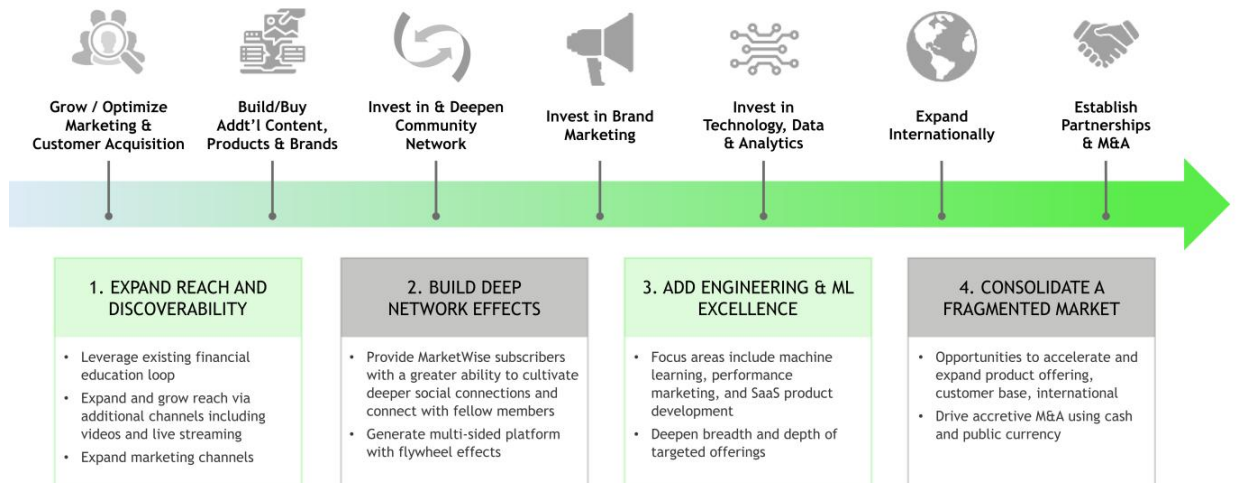 Grow / Optimize
Marketing &
Customer Acquisition
Build/Buy
Addt'l Content,
Products & Brands
Invest in & Deepen
Community
Network
Invest in Brand
Marketing
Invest in
Technology, Data
& Analytics
Expand
Internationally
Establish
Partnerships
& M&A
1. EXPAND REACH AND
DISCOVERABILITY
• Leverage existing financial
education loop
• Expand and grow reach via
additional channels including
videos and live streaming
• Expand marketing channels
2. BUILD DEEP
NETWORK EFFECTS
• Provide MarketWise subscribers
with a greater ability to cultivate
deeper social connections and
connect with fellow members
• Generate multi-sided platform
with flywheel effects
3. ADD ENGINEERING & ML
EXCELLENCE
• Focus areas include machine
learning, performance
marketing, and SaaS product
development
• Deepen breadth and depth of
targeted offerings
4. CONSOLIDATE A
FRAGMENTED MARKET
• Opportunities to accelerate and
expand product offering,
customer base, international
• Drive accretive M&A using cash
and public currency